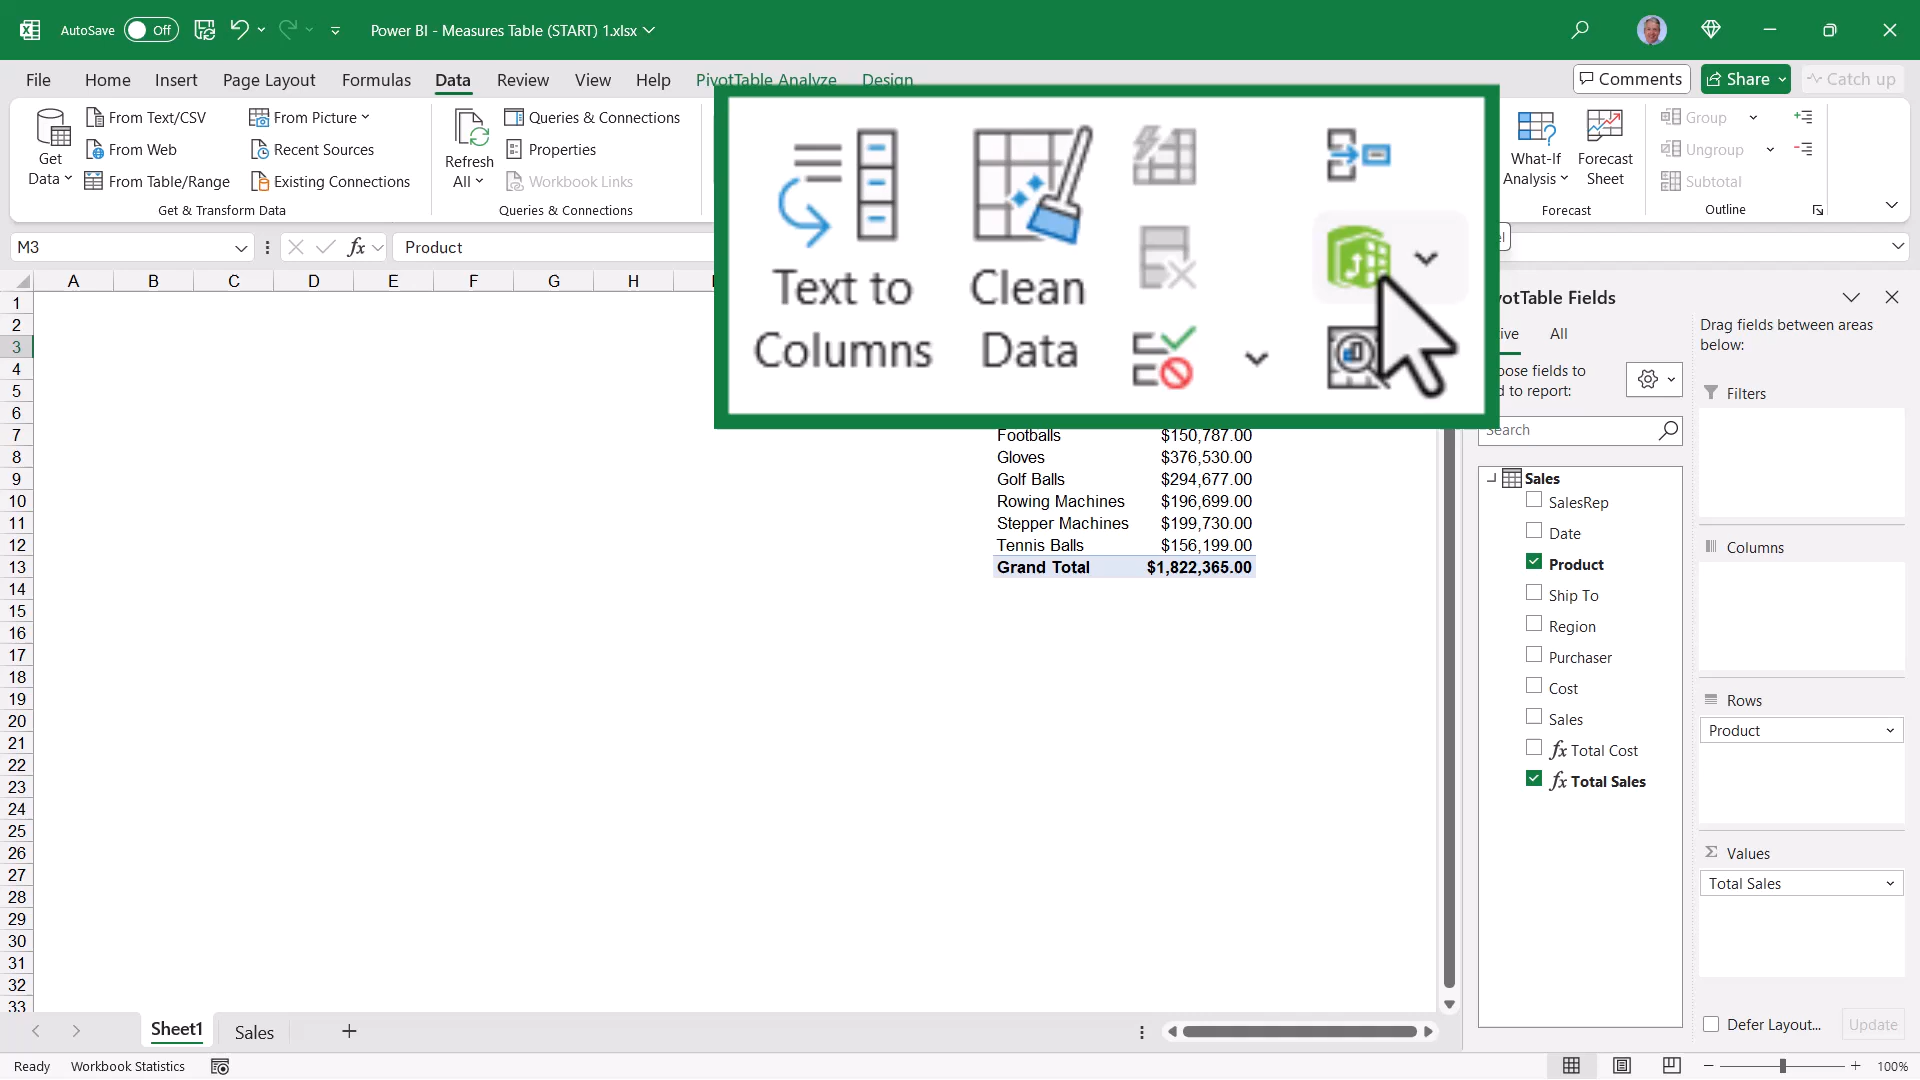 AutoSave Off Power BI - Measures Table (START) 1.xlsx
File Home Insert Page Layout Formulas Data Review View Help PivotTable Analyze Design Comments Share Catch up
Get Data
From Text/CSV
From Web
From Table/Range
From Picture
Recent Sources
Existing Connections
Get & Transform Data
Refresh All
Queries & Connections
Properties
Workbook Links
Queries & Connections
Text to
Columns
Clean
Data
What-If
Analysis
Forecast
Sheet
Forecast
Group
Ungroup
Subtotal
Outline
M3 fx Product
A B C D E F G H
1
2
3
4
5
6
7 Footballs $150,787.00
8 Gloves $376,530.00
9 Golf Balls $294,677.00
10 Rowing Machines $196,699.00
11 Stepper Machines $199,730.00
12 Tennis Balls $156,199.00
13 Grand Total $1,822,365.00
14
15
16
17
18
19
20
21
22
23
24
25
26
27
28
29
30
31
32
33
votTable Fields
ive All
oose fields to
d to report:
Search
Sales
SalesRep
Date
Product
Ship To
Region
Purchaser
Cost
Sales
fx Total Cost
fx Total Sales
Drag fields between areas
below:
Filters
Columns
Rows
Product
Σ Values
Total Sales
Defer Layout... Update
Sheet1 Sales
Ready Workbook Statistics 100%